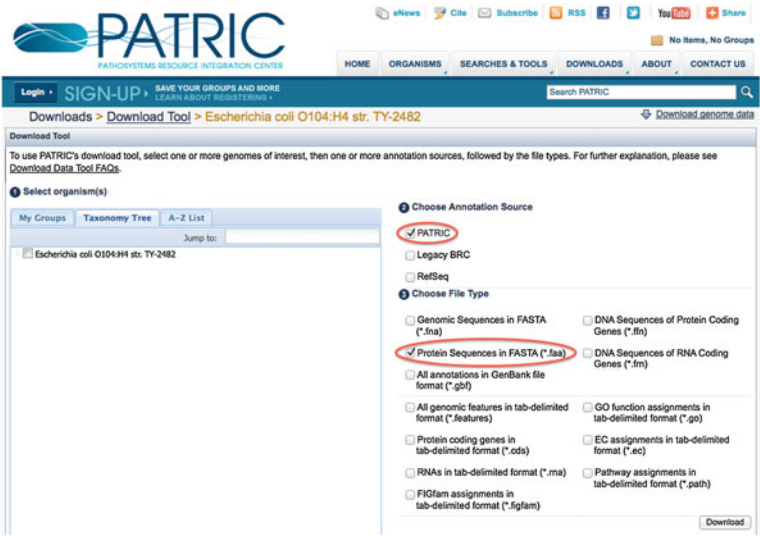 eNews Cite Subscribe RSS You Tube Share
PATRIC
PATHOSYSTEMS RESOURCE INTEGRATION CENTER
No Items, No Groups
HOME ORGANISMS SEARCHES & TOOLS DOWNLOADS ABOUT CONTACT US
Login SIGN-UP SAVE YOUR GROUPS AND MORE
LEARN ABOUT REGISTERING
Search PATRIC
Downloads > Download Tool > Escherichia coli O104:H4 str. TY-2482
Download genome data
Download Tool
To use PATRIC's download tool, select one or more genomes of interest, then one or more annotation sources, followed by the file types. For further explanation, please see
Download Data Tool FAQs.
1 Select organism(s)
My Groups Taxonomy Tree A-Z List
Jump to:
Escherichia coli O104:H4 str. TY-2482
2 Choose Annotation Source
PATRIC
Legacy BRC
RefSeq
3 Choose File Type
Genomic Sequences in FASTA
(*.fna)
DNA Sequences of Protein Coding
Genes (*.ffn)
Protein Sequences in FASTA (*.faa)
DNA Sequences of RNA Coding
Genes (*.frn)
All annotations in GenBank file
format (*.gbf)
All genomic features in tab-delimited
format (*.features)
GO function assignments in
tab-delimited format (*.go)
Protein coding genes in
tab-delimited format (*.cds)
EC assignments in tab-delimited
format (*.ec)
RNAs in tab-delimited format (*.rna)
Pathway assignments in
tab-delimited format (*.path)
FIGfam assignments in
tab-delimited format (*.figfam)
Download